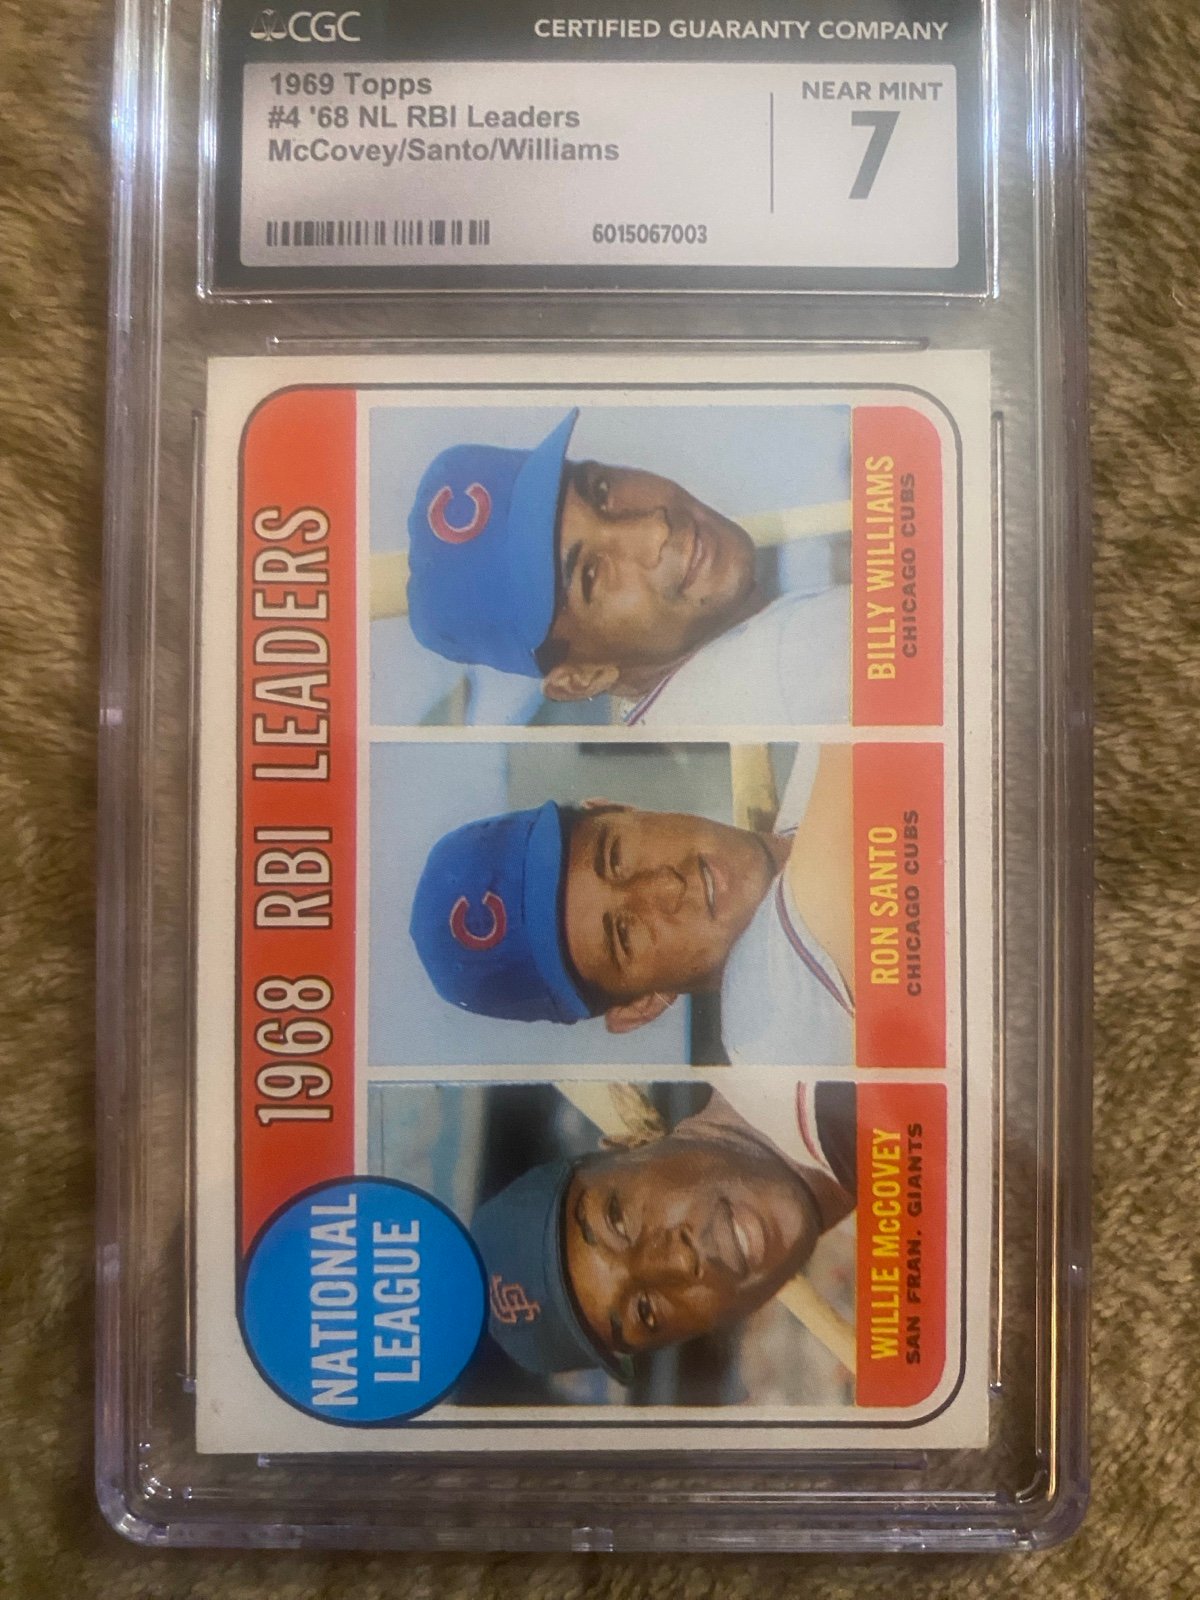 CGC
CERTIFIED GUARANTY COMPANY
1969 Topps
#4 '68 NL RBI Leaders
McCovey/Santo/Williams
NEAR MINT
7
6015067003
1968 RBI LEADERS
NATIONAL
LEAGUE
C
C
SF
WILLIE McCOVEY
SAN FRAN. GIANTS
RON SANTO
CHICAGO CUBS
BILLY WILLIAMS
CHICAGO CUBS